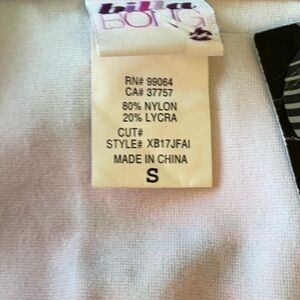 billa
BONG
RN# 99064
CA# 37757
80% NYLON
20% LYCRA
CUT#
STYLE# XB17JFAI
MADE IN CHINA
S